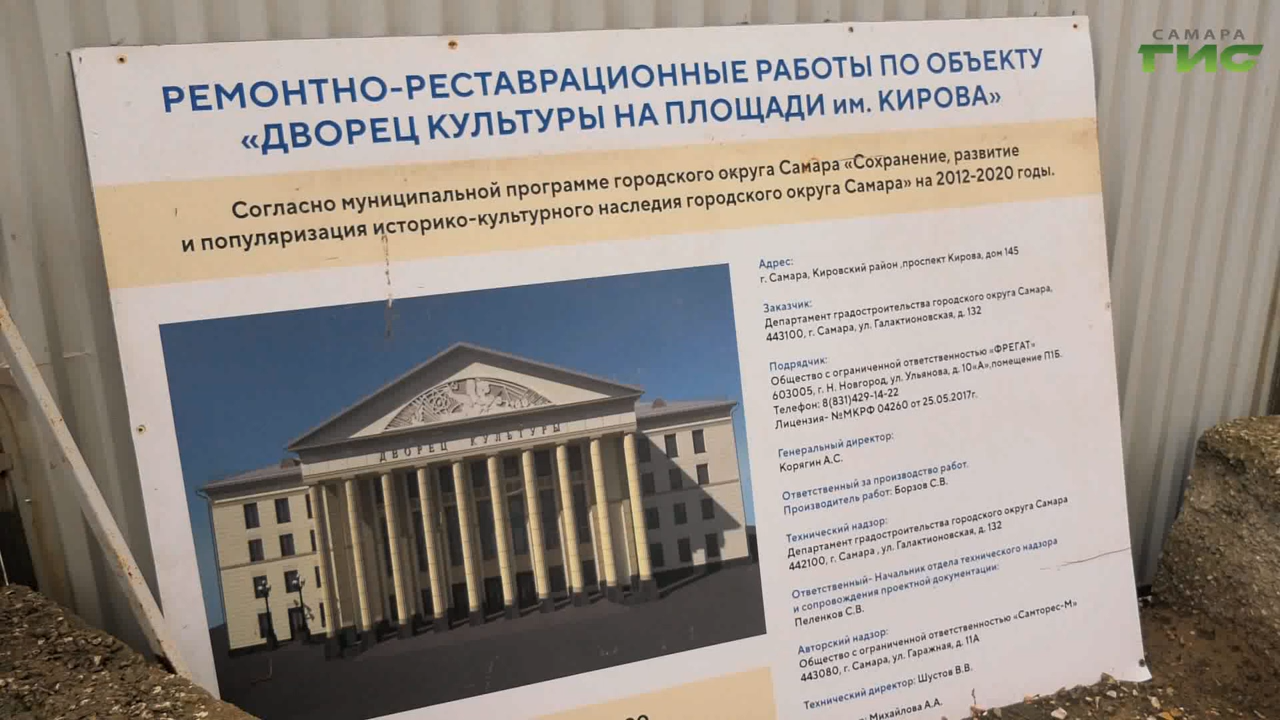 САМАРА
ГИС
РЕМОНТНО-РЕСТАВРАЦИОННЫЕ РАБОТЫ ПО ОБЪЕКТУ
«ДВОРЕЦ КУЛЬТУРЫ НА ПЛОЩАДИ им. КИРОВА»
Согласно муниципальной программе городского округа Самара «Сохранение, развитие
и популяризация историко-культурного наследия городского округа Самара» на 2012-2020 годы.
ДВОРЕЦ КУЛЬТУРЫ
Адрес:
г. Самара, Кировский район ,проспект Кирова, дом 145
Заказчик:
Департамент градостроительства городского округа Самара,
443100, г. Самара, ул. Галактионовская, д. 132
Подрядчик:
Общество с ограниченной ответственностью «ФРЕГАТ»
603005, г. Н. Новгород, ул. Ульянова, д. 10«А»,помещение П1Б.
Телефон: 8(831)429-14-22
Лицензия- №МКРФ 04260 от 25.05.2017г.
Генеральный директор:
Корягин А.С.
Ответственный за производство работ.
Производитель работ: Борзов С.В.
Технический надзор:
Департамент градостроительства городского округа Самара
442100, г. Самара , ул. Галактионовская, д. 132
Ответственный- Начальник отдела технического надзора
и сопровождения проектной документации:
Пеленков С.В.
Авторский надзор:
Общество с ограниченной ответственностью «Санторес-М»
443080, г. Самара, ул. Гаражная, д. 11А
Технический директор: Шустов В.В.
Михайлова А.А.